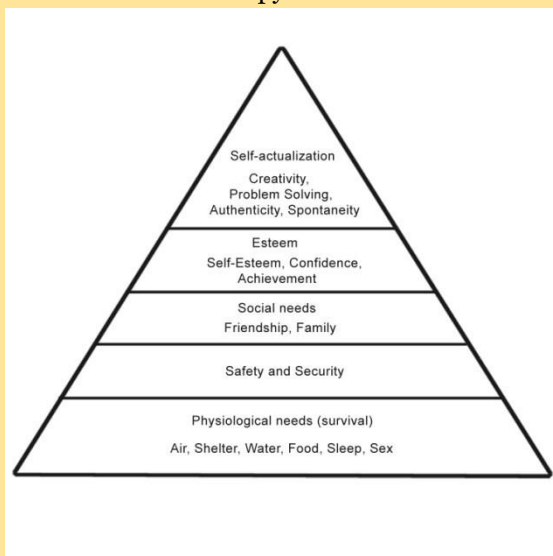 Self-actualization
Creativity,
Problem Solving,
Authenticity, Spontaneity
Esteem
Self-Esteem, Confidence,
Achievement
Social needs
Friendship, Family
Safety and Security
Physiological needs (survival)
Air, Shelter, Water, Food, Sleep, Sex